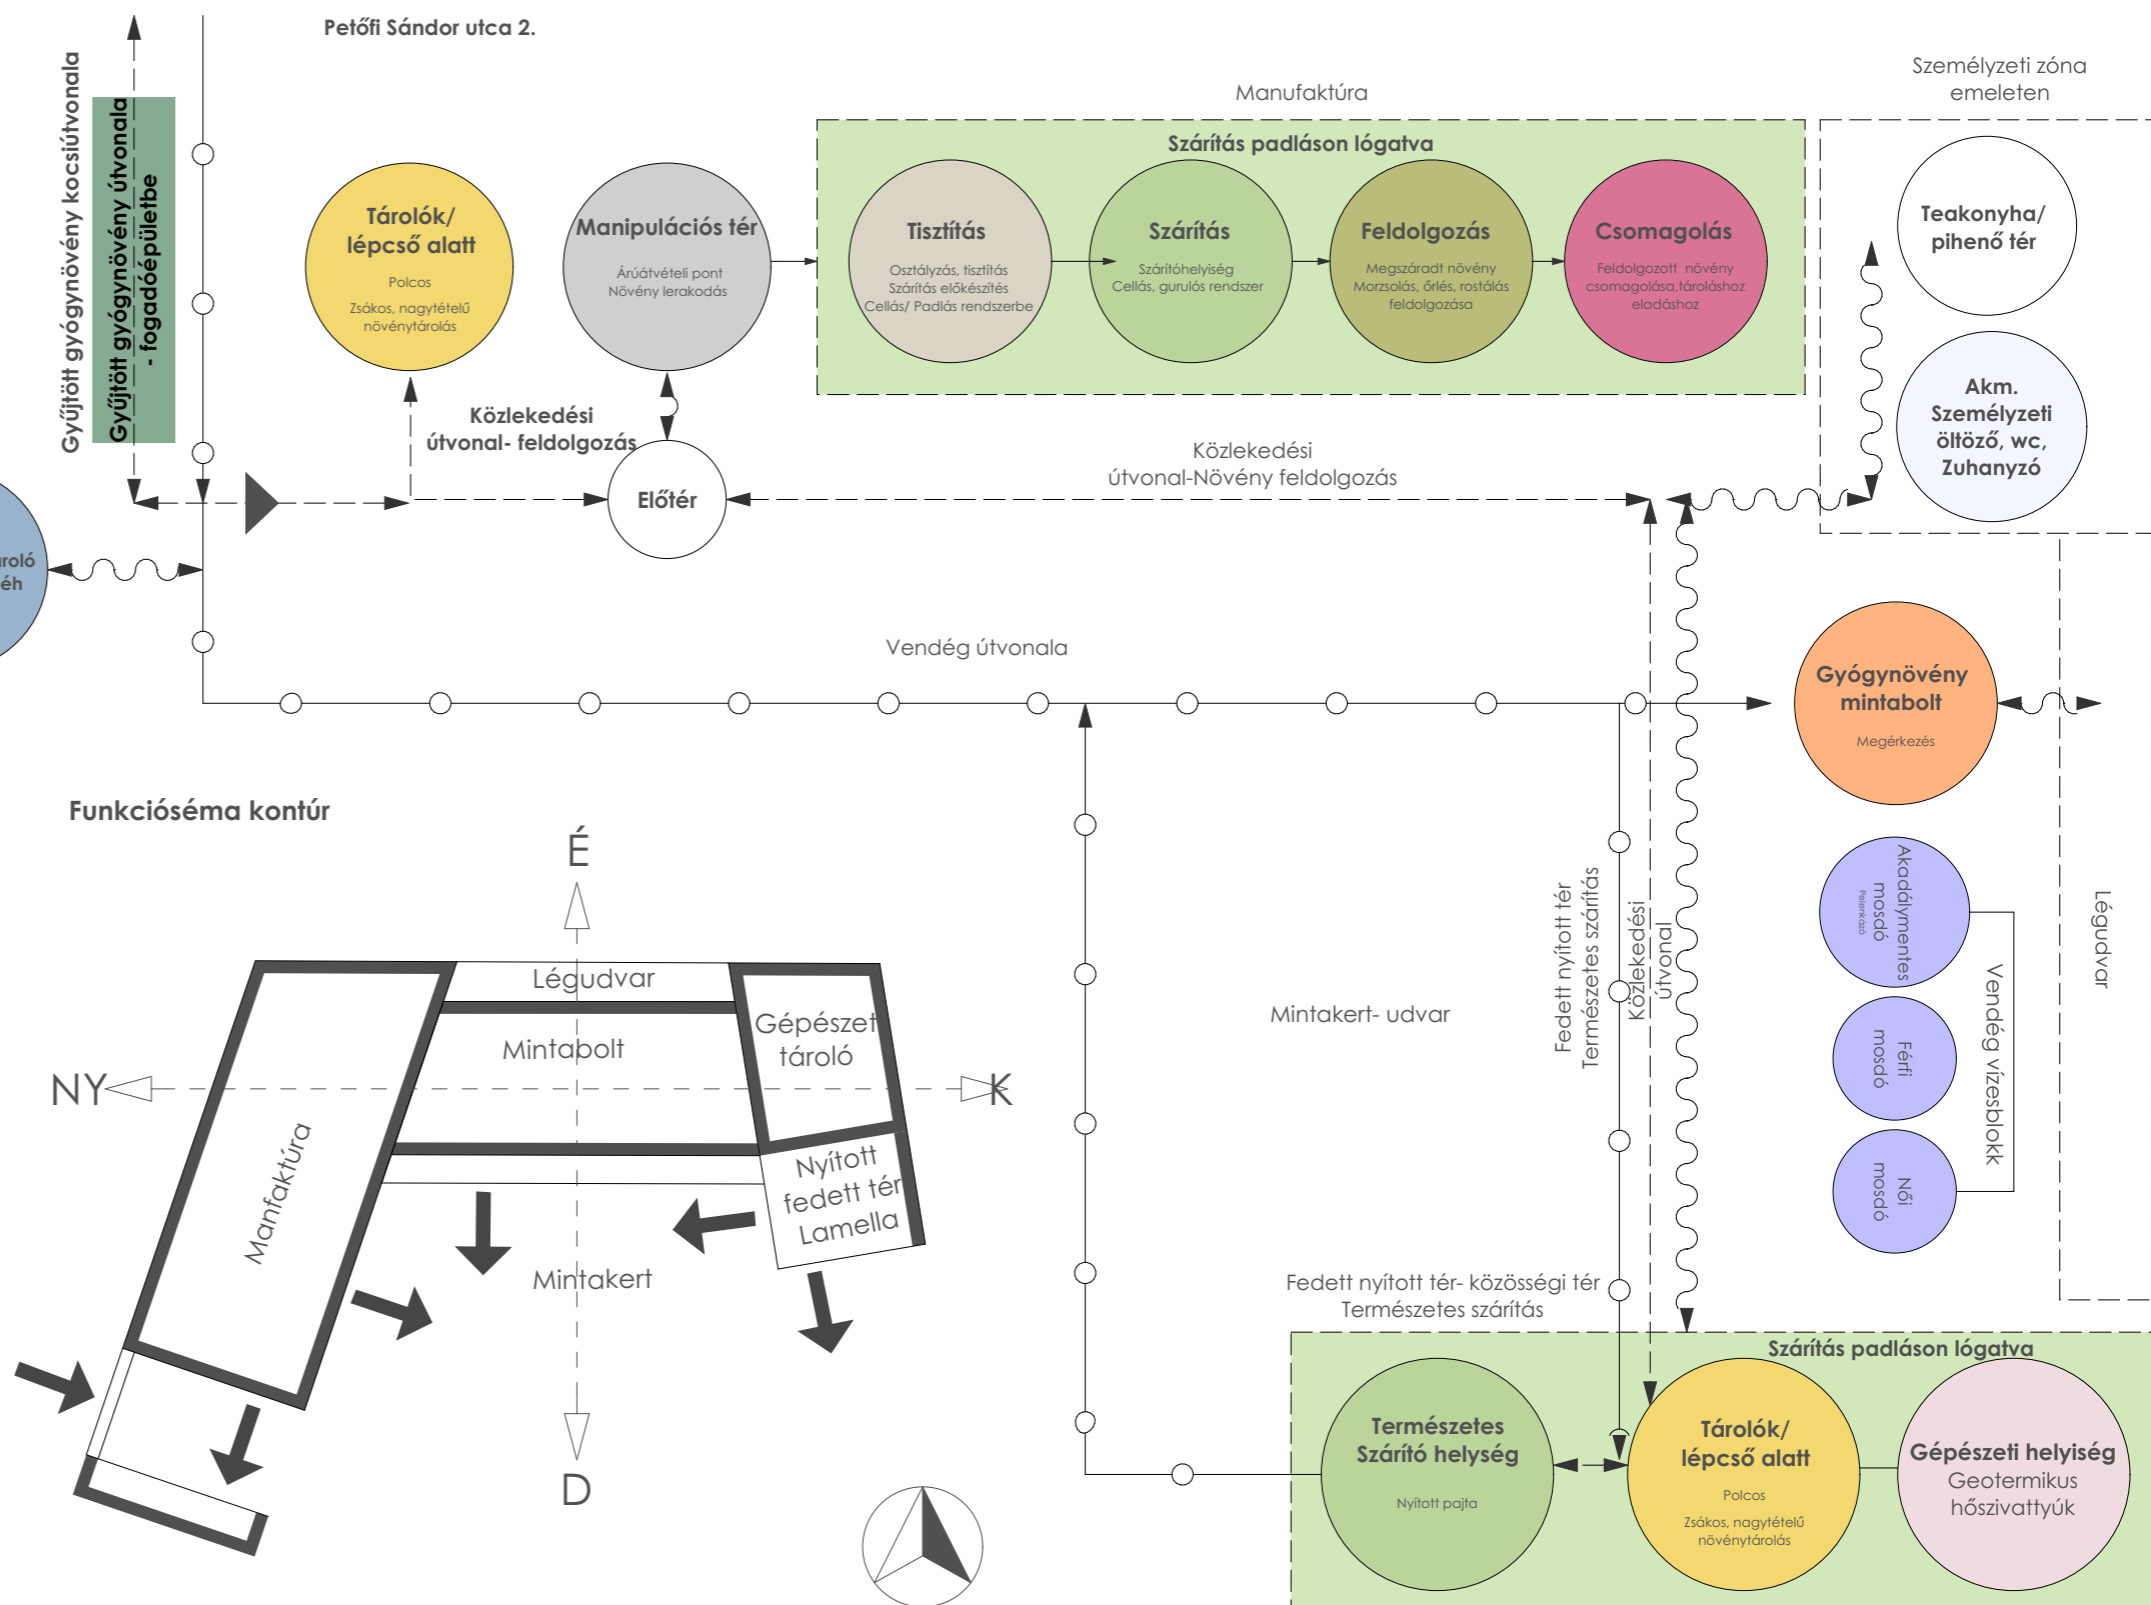 Petőfi Sándor utca 2.
Gyűjtött gyógynövény kocsiútvonala
Gyűjtött gyógynövény útvonala
- fogadóépületbe
Manufaktúra
Szárítás padláson lógatva
Személyzeti zóna
emeleten
Tárolók/
lépcső alatt
Polcos
Zsákos, nagytételű
növénytárolás
Manipulációs tér
Árúátvételi pont
Növény lerakodás
Tisztítás
Osztályzás, tisztítás
Szárítás előkészítés
Cellás/ Padlás rendszerbe
Szárítás
Szárítóhelyiség
Cellás, gurulós rendszer
Feldolgozás
Megszáradt növény
Morzsolás, őrlés, rostálás
feldolgozása
Csomagolás
Feldolgozott növény
csomagolása,tároláshoz
eladáshoz
Teakonyha/
pihenő tér
Akm.
Személyzeti
öltöző, wc,
Zuhanyzó
Közlekedési
útvonal- feldolgozás
Előtér
Közlekedési
útvonal-Növény feldolgozás
Vendég útvonala
Gyógynövény
mintabolt
Megérkezés
Akadálymentes
mosdó
Pelenkázó
Férfi
mosdó
Női
mosdó
Vendég vízesblokk
Légudvar
Fedett nyított tér
Természetes szárítás
Közlekedési
útvonal
Mintakert- udvar
Funkcióséma kontúr
É
Légudvar
Gépészet
tároló
Mintabolt
NY
K
Manfaktúra
Nyított
fedett tér
Lamella
Mintakert
D
Fedett nyított tér- közösségi tér
Természetes szárítás
Szárítás padláson lógatva
Természetes
Szárító helység
Nyított pajta
Tárolók/
lépcső alatt
Polcos
Zsákos, nagytételű
növénytárolás
Gépészeti helyiség
Geotermikus
hőszivattyúk